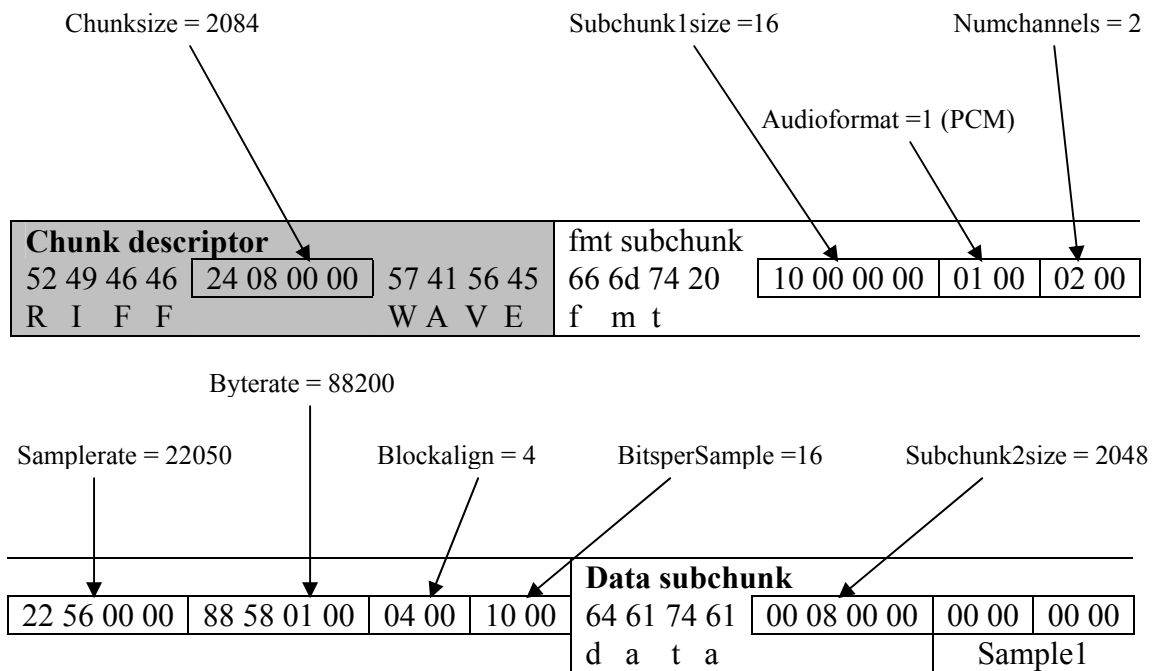 Chunksize = 2084 Subchunk1size =16 Numchannels = 2
Audioformat =1 (PCM)
Chunk descriptor fmt subchunk
52 49 46 46 24 08 00 00 57 41 56 45 66 6d 74 20 10 00 00 00 01 00 02 00
R I F F W A V E f m t
Byterate = 88200
Samplerate = 22050 Blockalign = 4 BitsperSample =16 Subchunk2size = 2048
Data subchunk
22 56 00 00 88 58 01 00 04 00 10 00 64 61 74 61 00 08 00 00 00 00 00 00
d a t a Sample1